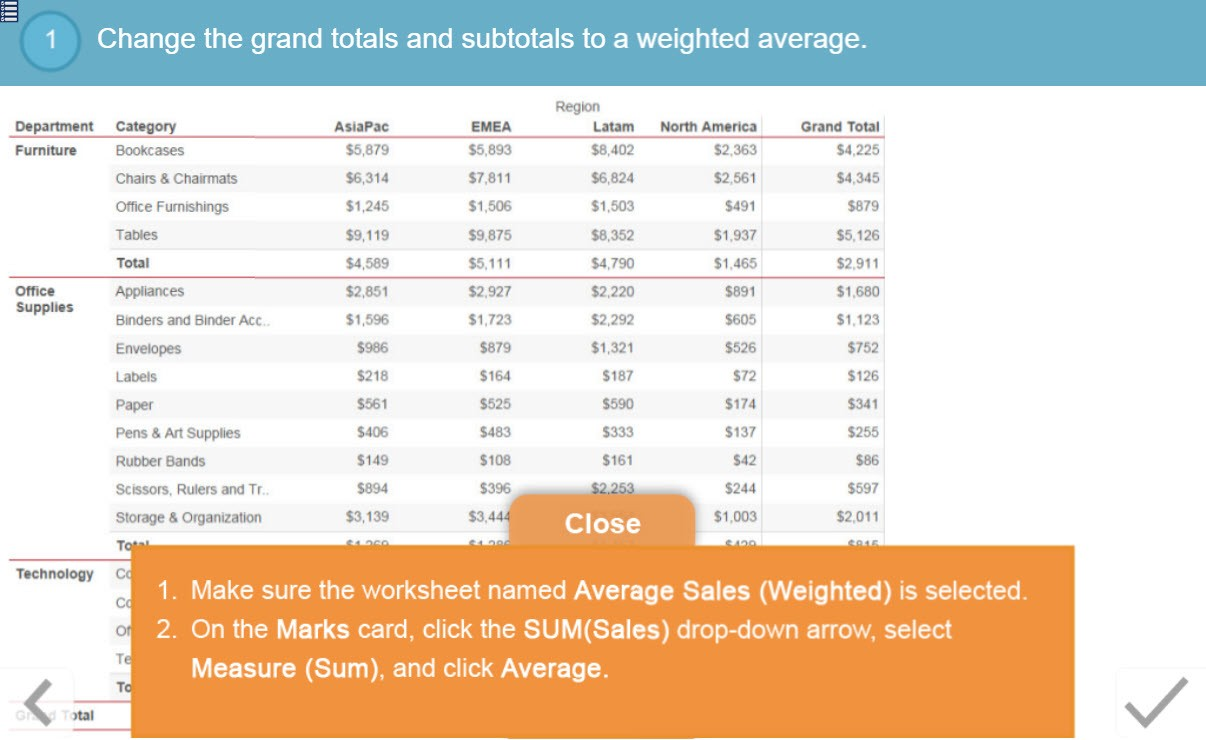 1 Change the grand totals and subtotals to a weighted average.
Region
Department Category AsiaPac EMEA Latam North America Grand Total
Furniture Bookcases $5,879 $5,893 $8,402 $2,363 $4,225
Chairs & Chairmats $6,314 $7,811 $6,824 $2,561 $4,345
Office Furnishings $1,245 $1,506 $1,503 $491 $879
Tables $9,119 $9,875 $8,352 $1,937 $5,126
Total $4,589 $5,111 $4,790 $1,465 $2,911
Office Supplies Appliances $2,851 $2,927 $2,220 $891 $1,680
Binders and Binder Acc.. $1,596 $1,723 $2,292 $605 $1,123
Envelopes $986 $879 $1,321 $526 $752
Labels $218 $164 $187 $72 $126
Paper $561 $525 $590 $174 $341
Pens & Art Supplies $406 $483 $333 $137 $255
Rubber Bands $149 $108 $161 $42 $86
Scissors, Rulers and Tr.. $894 $396 $2,253 $244 $597
Storage & Organization $3,139 $3,444 $1,003 $2,011
Close
Total
Technology
1. Make sure the worksheet named Average Sales (Weighted) is selected.
2. On the Marks card, click the SUM(Sales) drop-down arrow, select
Measure (Sum), and click Average.
Grand Total